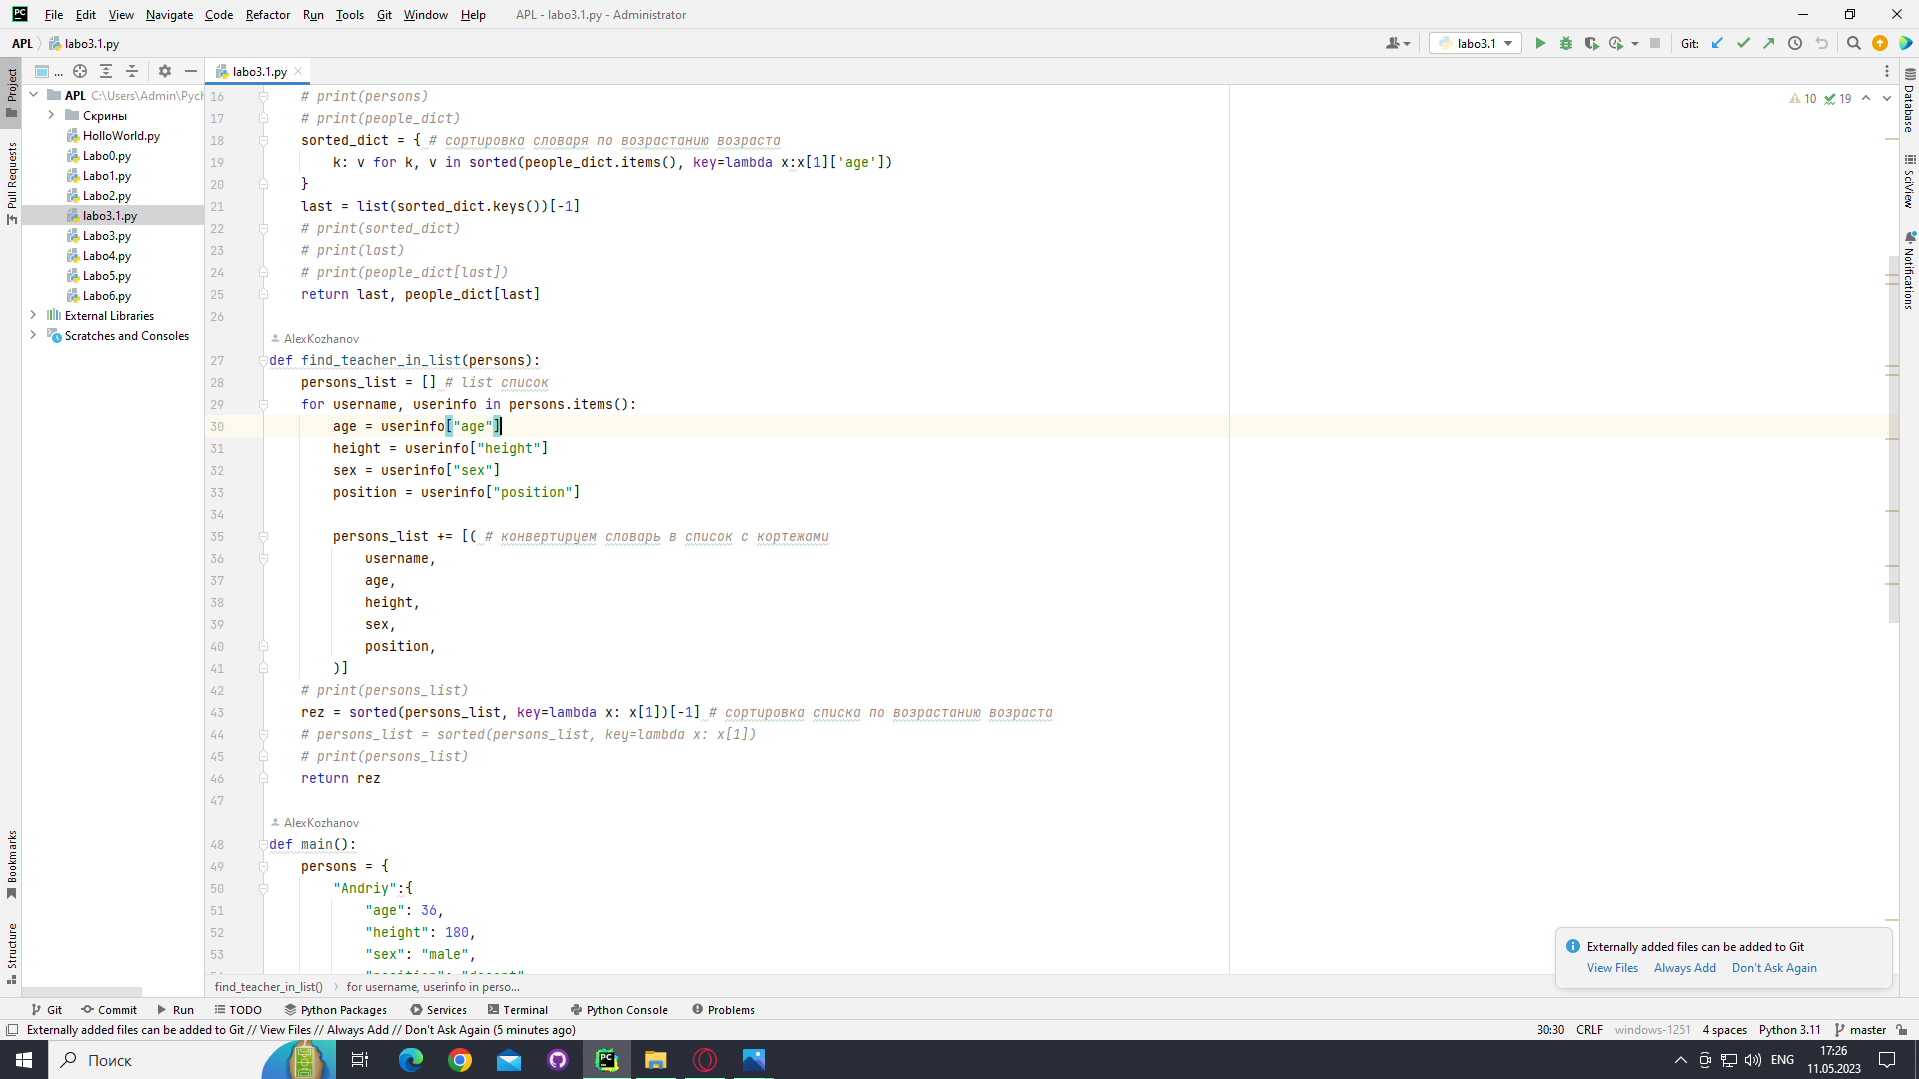 PC File Edit View Navigate Code Refactor Run Tools Git Window Help APL - labo3.1.py - Administrator
APL labo3.1.py labo3.1 Git:
Project
Pull Requests
Bookmarks
Structure
...
APL C:\Users\Admin\Pych
Скрины
HolloWorld.py
Labo0.py
Labo1.py
Labo2.py
labo3.1.py
Labo3.py
Labo4.py
Labo5.py
Labo6.py
External Libraries
Scratches and Consoles
labo3.1.py
10 19
16 # print(persons)
17 # print(people_dict)
18 sorted_dict = { # сортировка словаря по возрастанию возраста
19 k: v for k, v in sorted(people_dict.items(), key=lambda x:x[1]['age'])
20 }
21 last = list(sorted_dict.keys())[-1]
22 # print(sorted_dict)
23 # print(last)
24 # print(people_dict[last])
25 return last, people_dict[last]
26
AlexKozhanov
27 def find_teacher_in_list(persons):
28 persons_list = [] # list список
29 for username, userinfo in persons.items():
30 age = userinfo["age"]
31 height = userinfo["height"]
32 sex = userinfo["sex"]
33 position = userinfo["position"]
34
35 persons_list += [( # конвертируем словарь в список с кортежами
36 username,
37 age,
38 height,
39 sex,
40 position,
41 )]
42 # print(persons_list)
43 rez = sorted(persons_list, key=lambda x: x[1])[-1] # сортировка списка по возрастанию возраста
44 # persons_list = sorted(persons_list, key=lambda x: x[1])
45 # print(persons_list)
46 return rez
47
AlexKozhanov
48 def main():
49 persons = {
50 "Andriy":{
51 "age": 36,
52 "height": 180,
53 "sex": "male",
Database
SciView
Notifications
Externally added files can be added to Git
View Files Always Add Don't Ask Again
find_teacher_in_list() for username, userinfo in perso...
Git Commit Run TODO Python Packages Services Terminal Python Console Problems
Externally added files can be added to Git // View Files // Always Add // Don't Ask Again (5 minutes ago) 30:30 CRLF windows-1251 4 spaces Python 3.11 master
Поиск PC ENG 17:26
11.05.2023